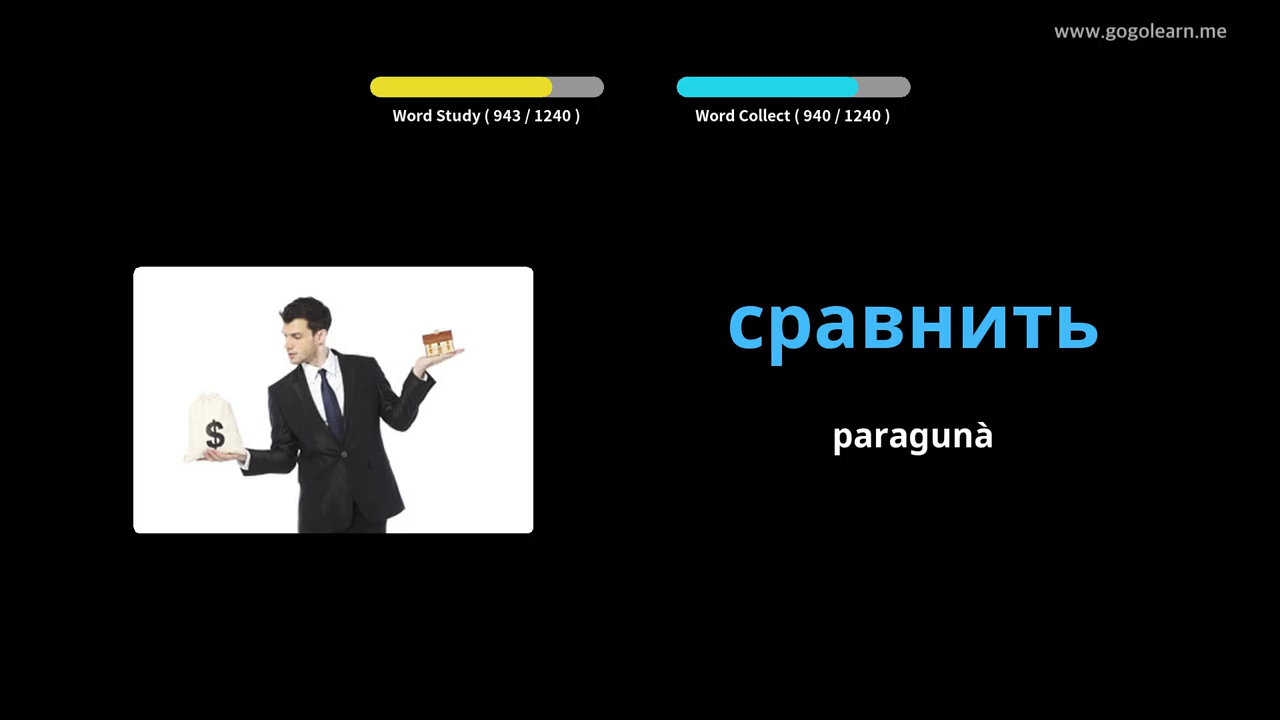 www.gogolearn.me
Word Study ( 943 / 1240 )
Word Collect ( 940 / 1240 )
$
сравнить
paragunà